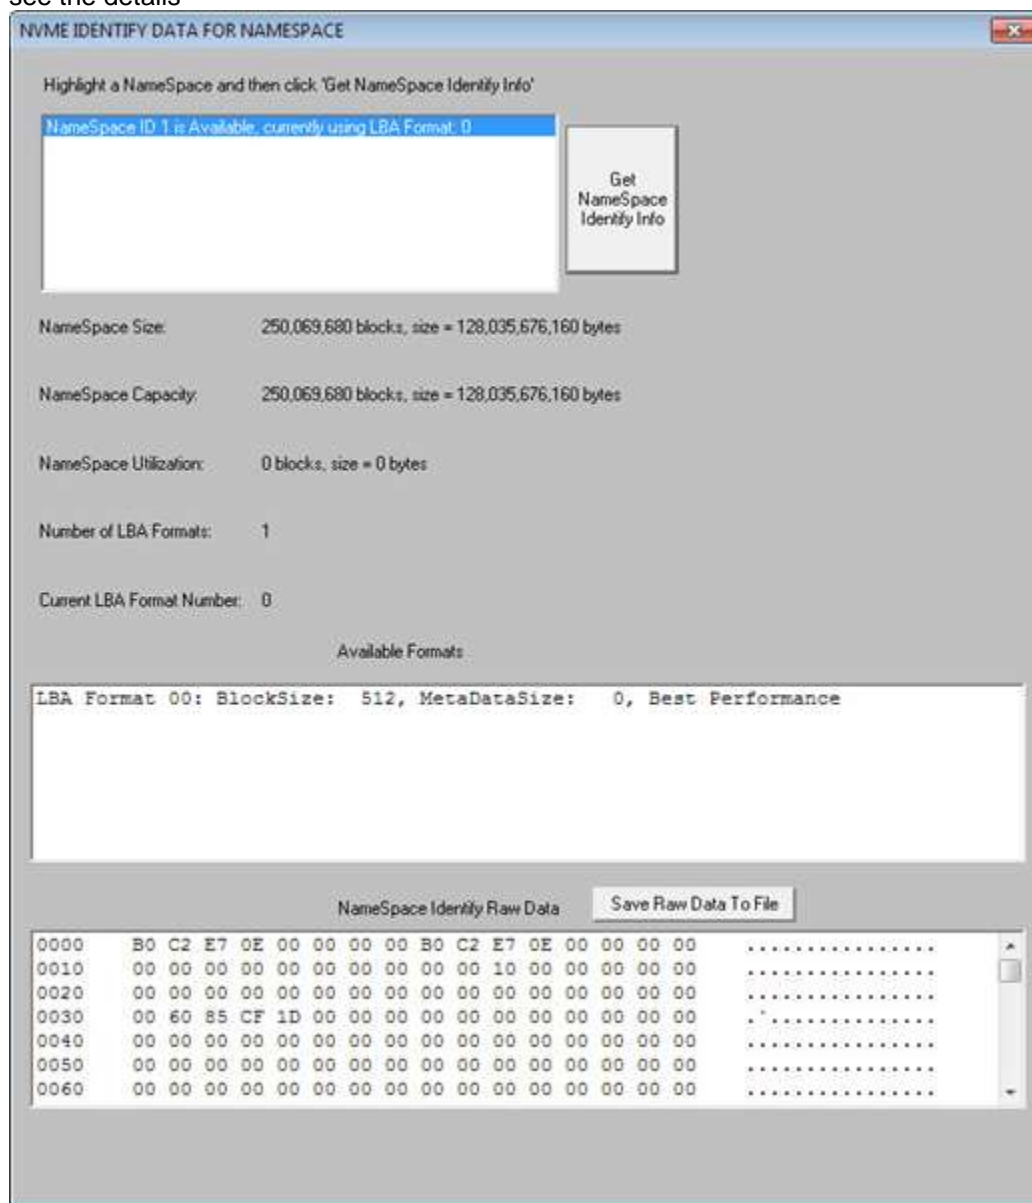 see the details
NVME IDENTIFY DATA FOR NAMESPACE
Highlight a NameSpace and then click 'Get NameSpace Identify Info'
NameSpace ID 1 is Available, currently using LBA Format: 0
Get
NameSpace
Identify Info
NameSpace Size: 250,069,680 blocks, size = 128,035,676,160 bytes
NameSpace Capacity: 250,069,680 blocks, size = 128,035,676,160 bytes
NameSpace Utilization: 0 blocks, size = 0 bytes
Number of LBA Formats: 1
Current LBA Format Number: 0
Available Formats
LBA Format 00: BlockSize: 512, MetaDataSize: 0, Best Performance
NameSpace Identify Raw Data Save Raw Data To File
0000 B0 C2 E7 0E 00 00 00 00 B0 C2 E7 0E 00 00 00 00 ................
0010 00 00 00 00 00 00 00 00 00 00 10 00 00 00 00 00 ................
0020 00 00 00 00 00 00 00 00 00 00 00 00 00 00 00 00 ................
0030 00 60 85 CF 1D 00 00 00 00 00 00 00 00 00 00 00 .`..............
0040 00 00 00 00 00 00 00 00 00 00 00 00 00 00 00 00 ................
0050 00 00 00 00 00 00 00 00 00 00 00 00 00 00 00 00 ................
0060 00 00 00 00 00 00 00 00 00 00 00 00 00 00 00 00 ................